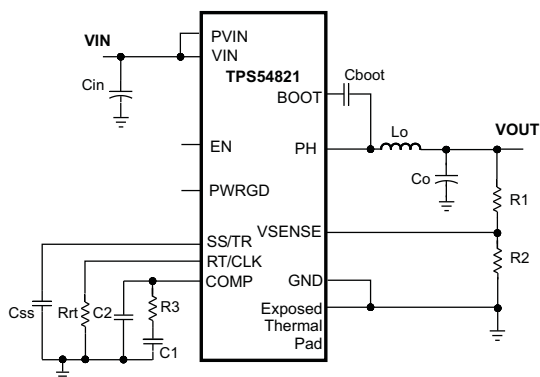 VIN
PVIN
VIN
TPS54821
Cin
Cboot
BOOT
EN
PH
Lo
VOUT
Co
R1
PWRGD
VSENSE
R2
SS/TR
RT/CLK
COMP
GND
Css
Rrt
C2
R3
C1
Exposed
Thermal
Pad